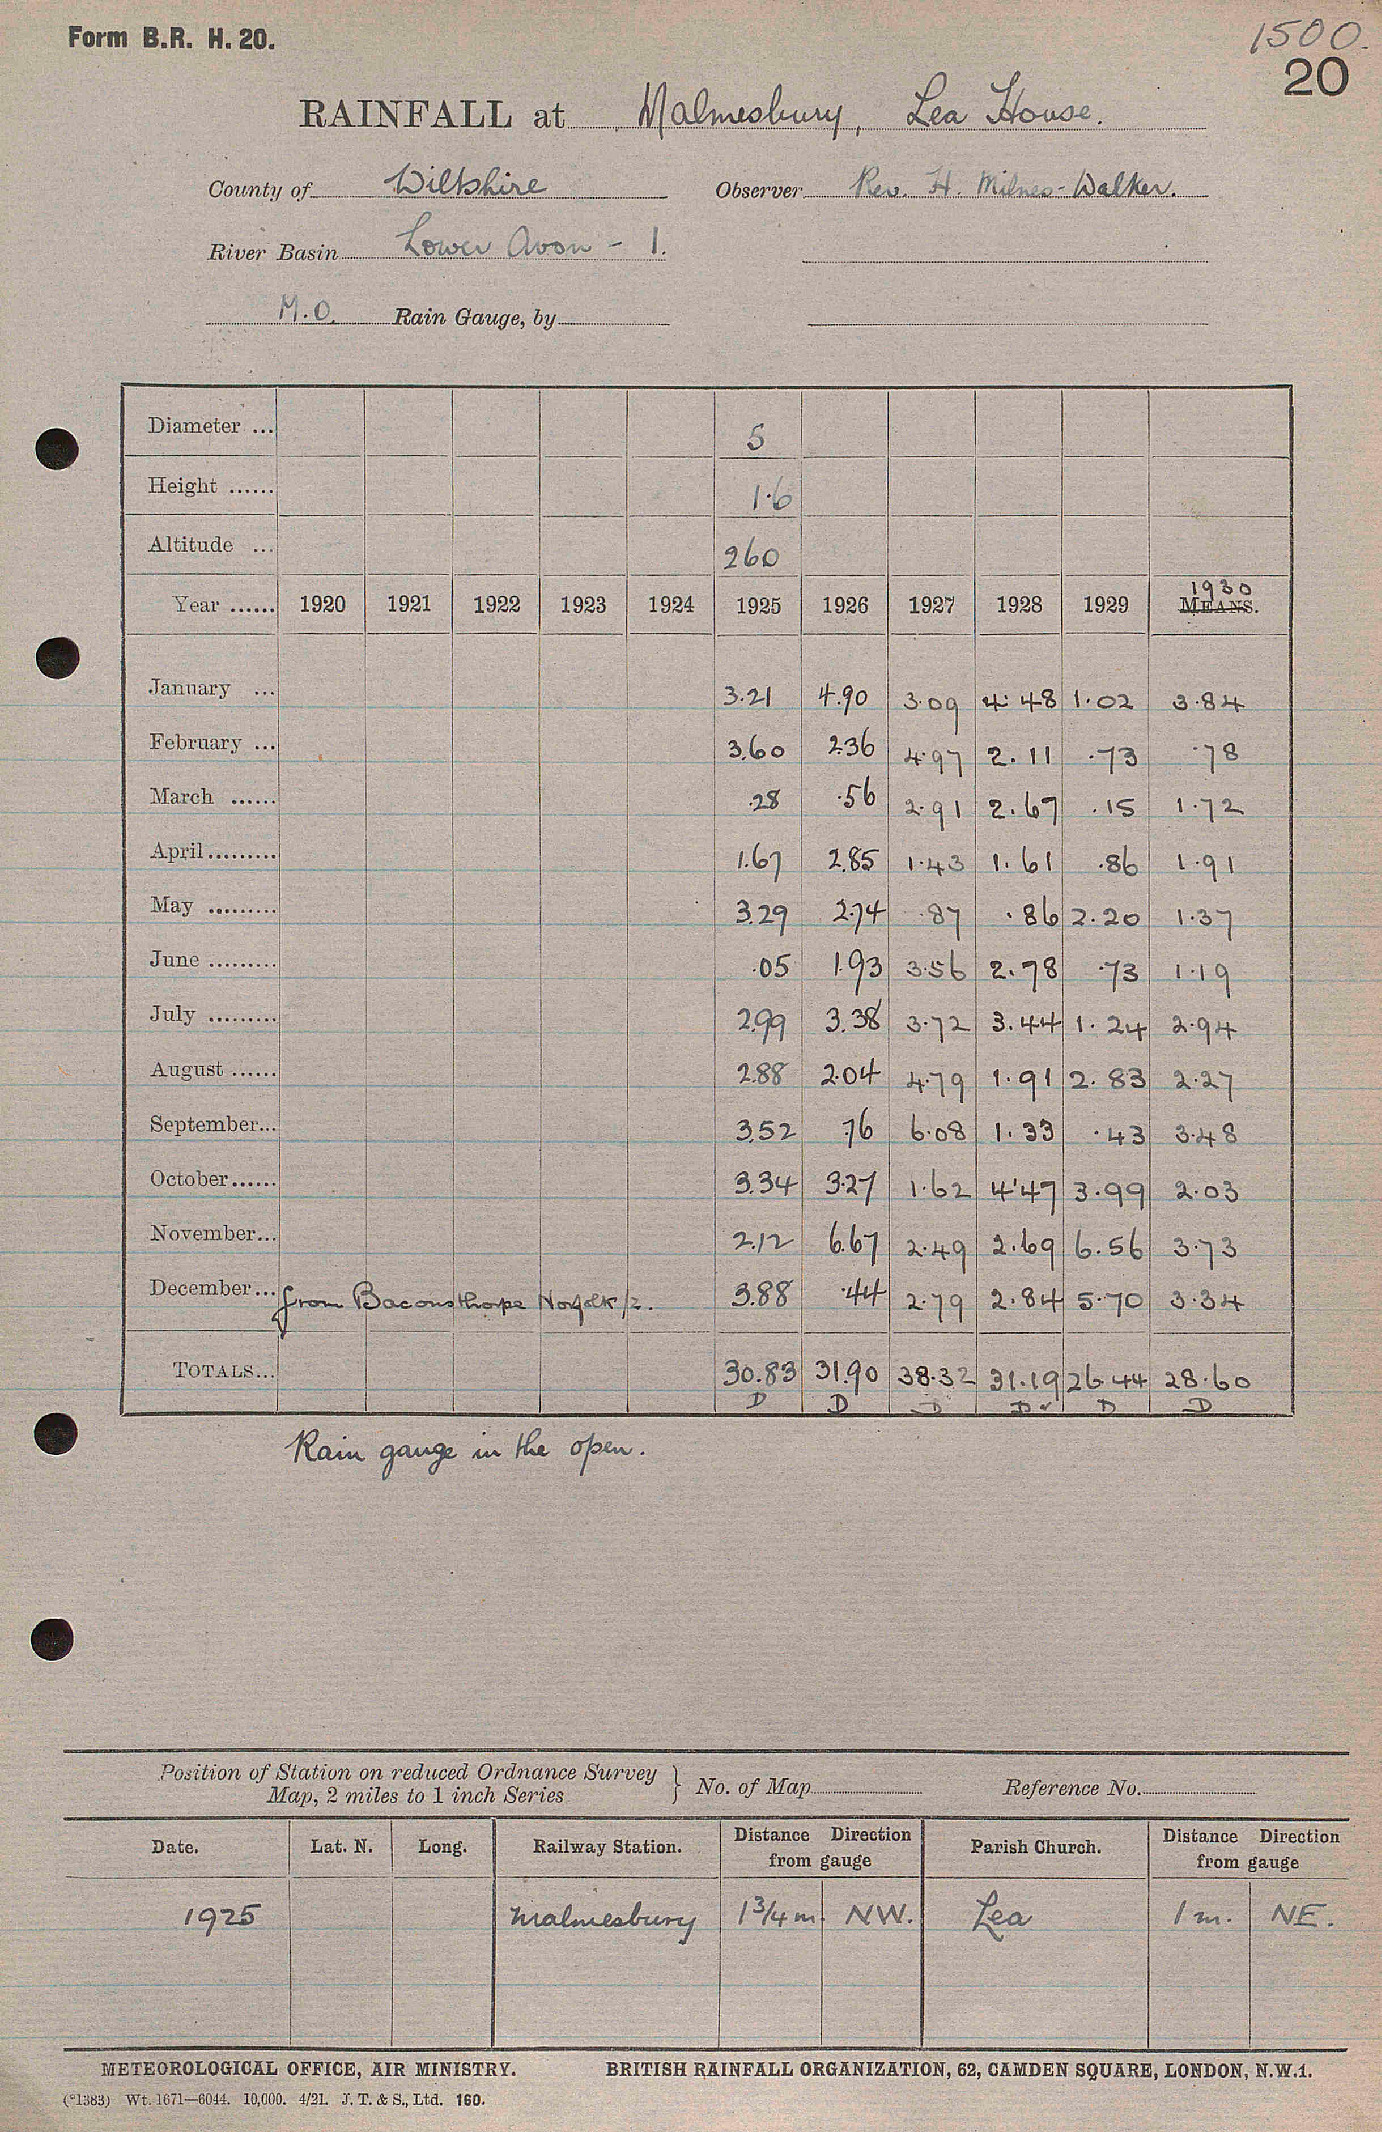 Form B.R. H. 20.
1500.
20
RAINFALL at Malmesbury, Lea House.
County of Wiltshire Observer Rev. H. Milnes-Walker.
River Basin Lower Avon - 1.
M.O. Rain Gauge, by
Diameter ... 5
Height ...... 1.6
Altitude ... 260
1930
Year ...... 1920 1921 1922 1923 1924 1925 1926 1927 1928 1929 MEANS.
January ... 3.21 4.90 3.09 4.48 1.02 3.84
February ... 3.60 2.36 4.97 2.11 .73 .78
March ...... .28 .56 2.91 2.67 .15 1.72
April......... 1.67 2.85 1.43 1.61 .86 1.91
May ......... 3.29 2.74 .87 .86 2.20 1.37
June ......... .05 1.93 3.56 2.78 .73 1.19
July ......... 2.99 3.38 3.72 3.44 1.24 2.94
August ...... 2.88 2.04 4.79 1.91 2.83 2.27
September... 3.52 .76 6.08 1.33 .43 3.48
October...... 3.34 3.27 1.62 4.47 3.99 2.03
November... 2.12 6.67 2.49 2.69 6.56 3.73
December... from Baconsthorpe Norfolk/2. 3.88 .44 2.79 2.84 5.70 3.34
TOTALS... 30.83 31.90 38.32 31.19 26.44 28.60
D D D D ✓ D D
Rain gauge in the open.
Position of Station on reduced Ordnance Survey
Map, 2 miles to 1 inch Series } No. of Map Reference No.
Date. Lat. N. Long. Railway Station. Distance Direction from gauge Parish Church. Distance Direction from gauge
1925 Malmesbury 1 3/4 m. NW. Lea 1 m. NE.
METEOROLOGICAL OFFICE, AIR MINISTRY. BRITISH RAINFALL ORGANIZATION, 62, CAMDEN SQUARE, LONDON, N.W.1.
(*1383) Wt. 1671—6044. 10,000. 4/21. J. T. & S., Ltd. 160.